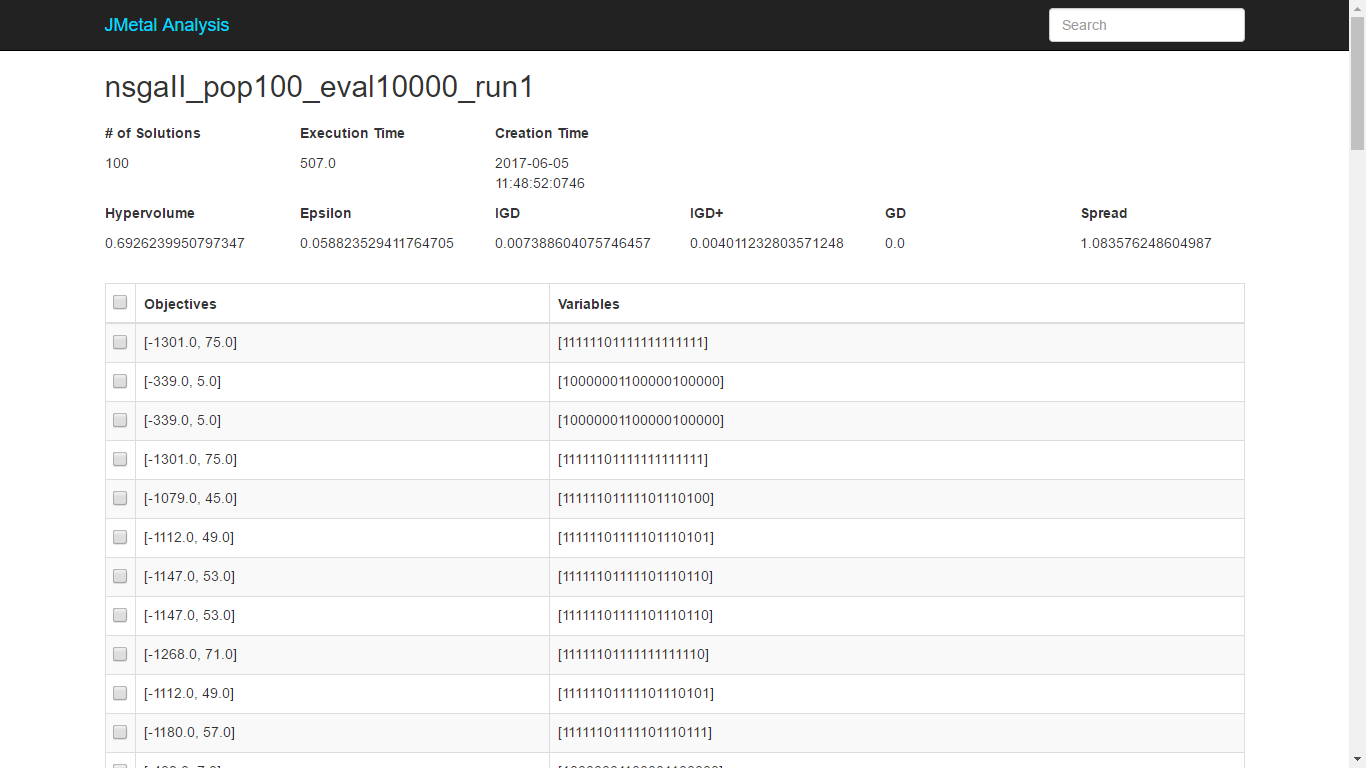 JMetal Analysis
Search
nsgaII_pop100_eval10000_run1
# of Solutions Execution Time Creation Time
100 507.0 2017-06-05
11:48:52:0746
Hypervolume Epsilon IGD IGD+ GD Spread
0.6926239950797347 0.058823529411764705 0.007388604075746457 0.004011232803571248 0.0 1.083576248604987
Objectives Variables
[-1301.0, 75.0] [11111101111111111111]
[-339.0, 5.0] [10000001100000100000]
[-339.0, 5.0] [10000001100000100000]
[-1301.0, 75.0] [11111101111111111111]
[-1079.0, 45.0] [11111101111101110100]
[-1112.0, 49.0] [11111101111101110101]
[-1147.0, 53.0] [11111101111101110110]
[-1147.0, 53.0] [11111101111101110110]
[-1268.0, 71.0] [11111101111111111110]
[-1112.0, 49.0] [11111101111101110101]
[-1180.0, 57.0] [11111101111101110111]